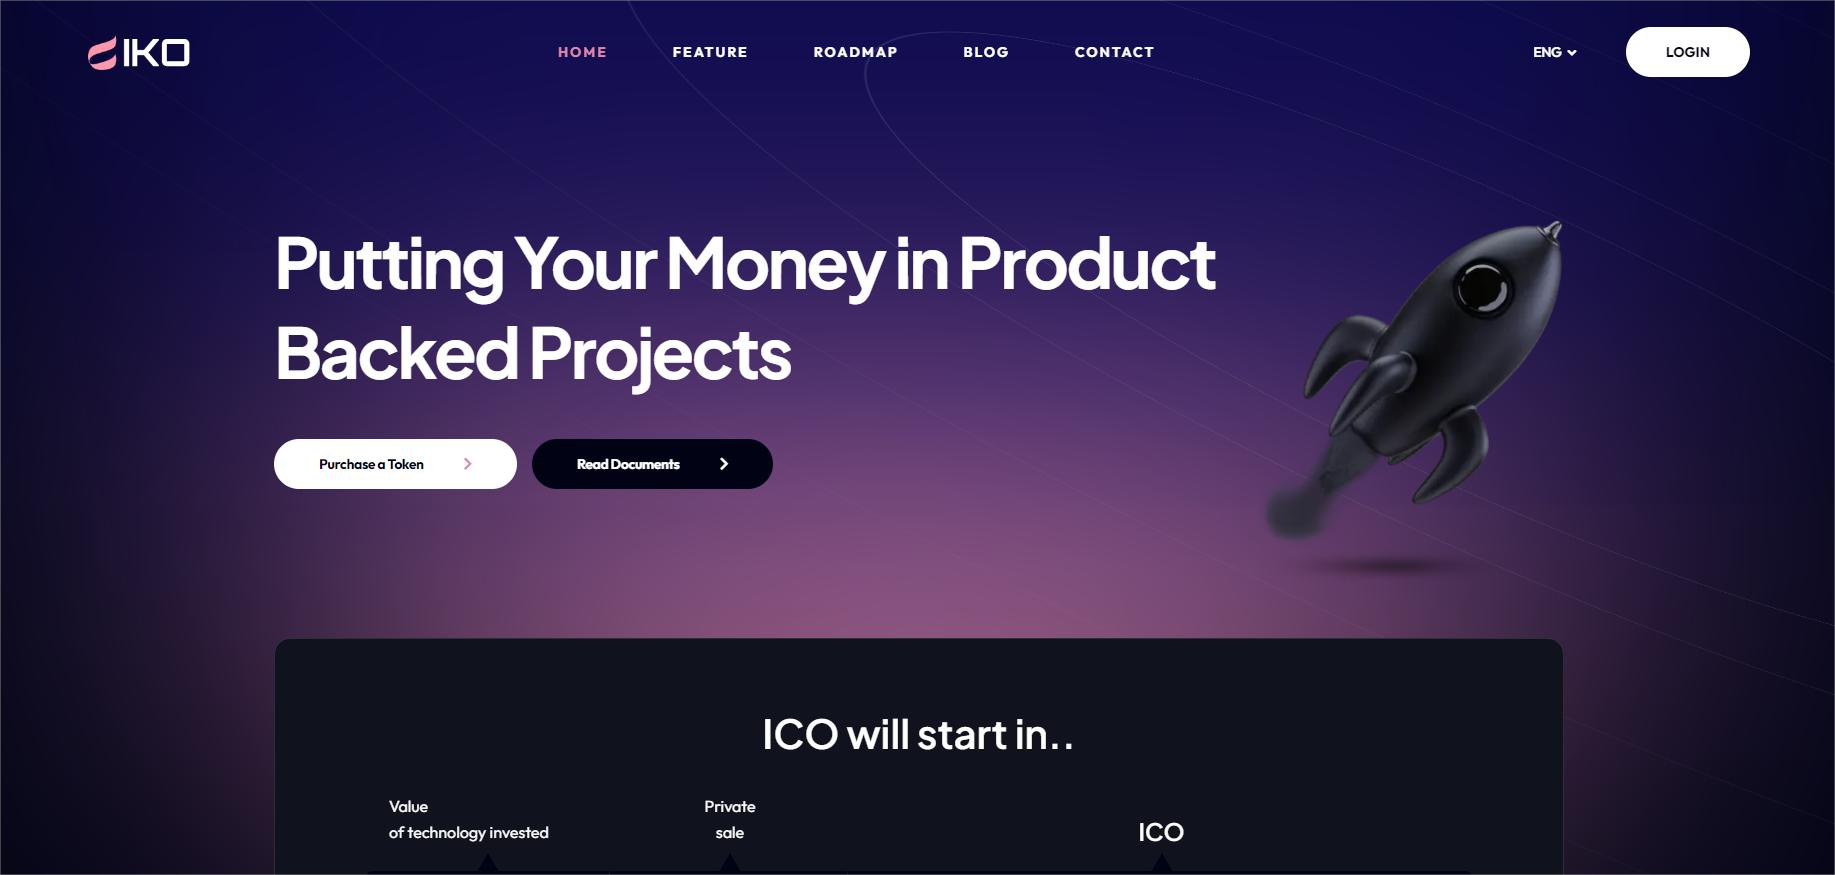 IKO
HOME
FEATURE
ROADMAP
BLOG
CONTACT
ENG
LOGIN
Putting Your Money in Product
Backed Projects
Purchase a Token
Read Documents
ICO will start in..
Value
of technology invested
Private
sale
ICO